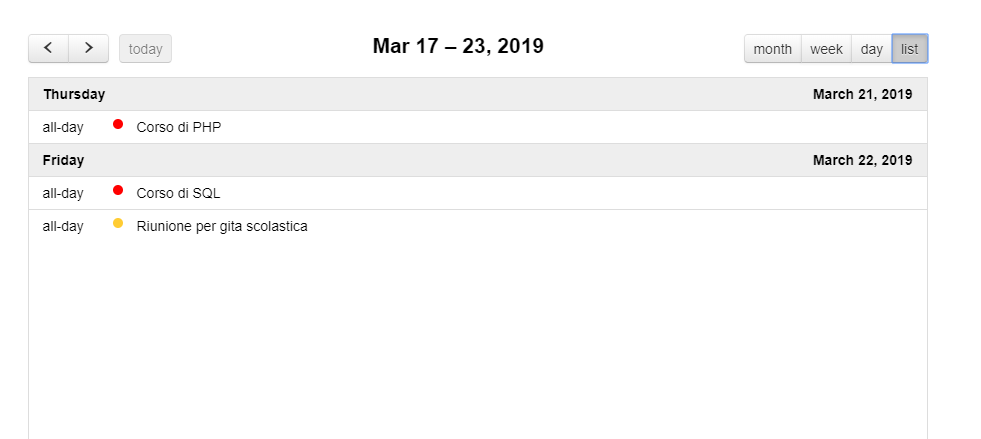 today
Mar 17 – 23, 2019
month week day list
Thursday March 21, 2019
all-day Corso di PHP
Friday March 22, 2019
all-day Corso di SQL
all-day Riunione per gita scolastica